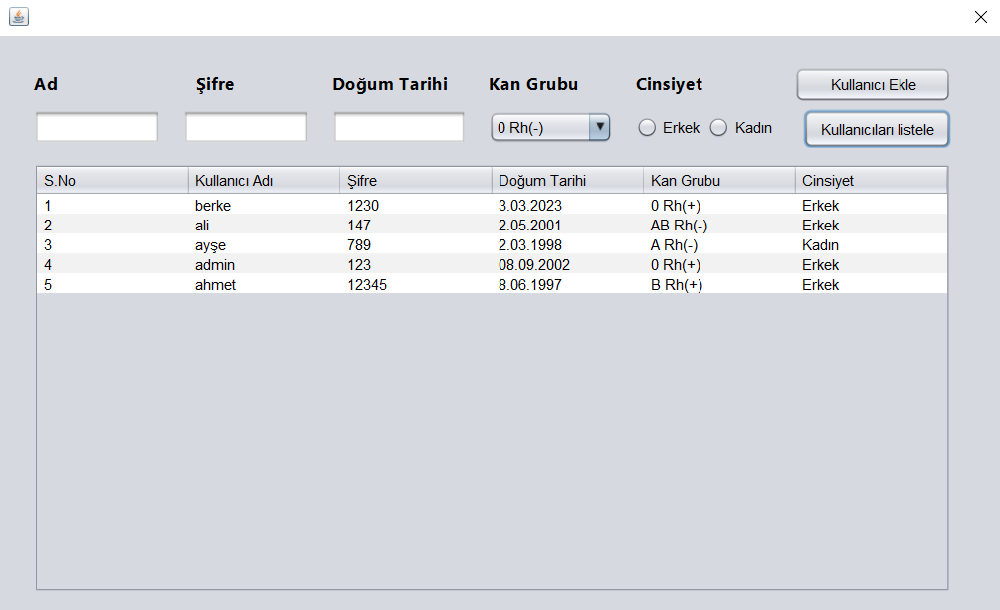 Ad Şifre Doğum Tarihi Kan Grubu Cinsiyet Kullanıcı Ekle
0 Rh(-) Erkek Kadın Kullanıcıları listele
S.No Kullanıcı Adı Şifre Doğum Tarihi Kan Grubu Cinsiyet
1 berke 1230 3.03.2023 0 Rh(+) Erkek
2 ali 147 2.05.2001 AB Rh(-) Erkek
3 ayşe 789 2.03.1998 A Rh(-) Kadın
4 admin 123 08.09.2002 0 Rh(+) Erkek
5 ahmet 12345 8.06.1997 B Rh(+) Erkek